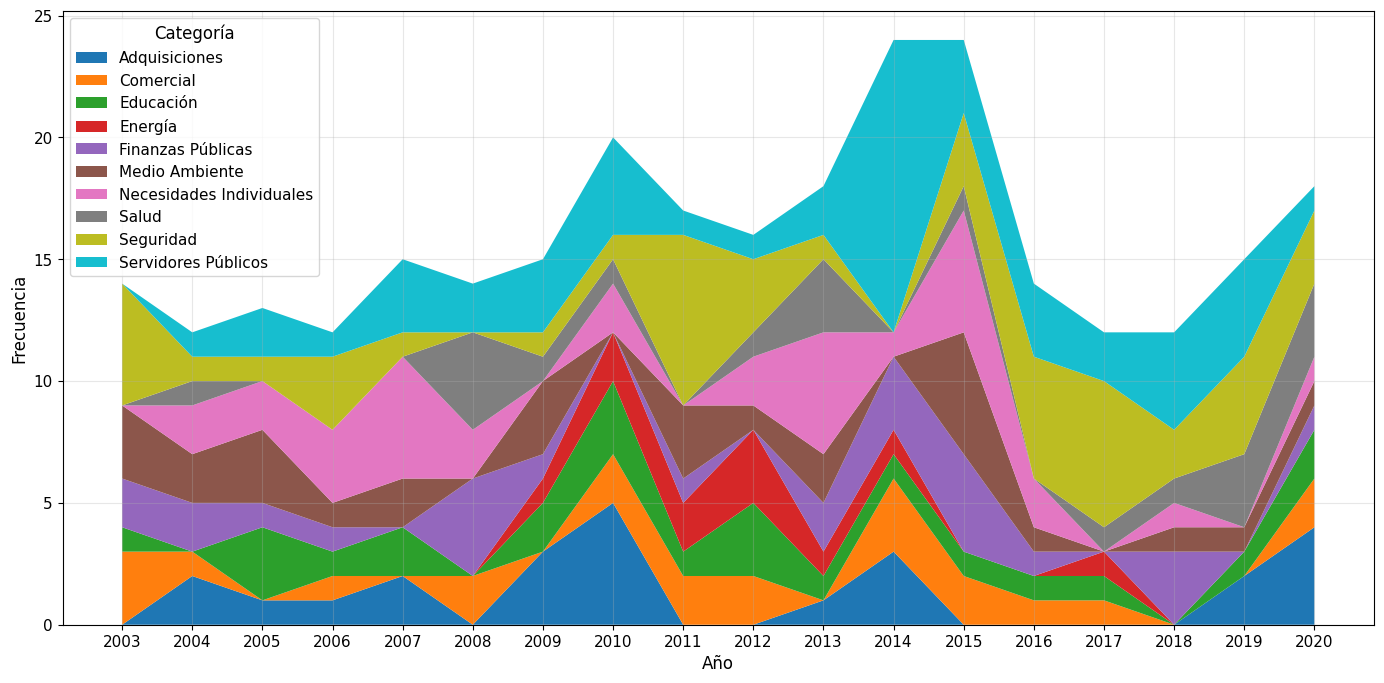 25
20
15
10
5
0
Frecuencia
Categoría
Adquisiciones
Comercial
Educación
Energía
Finanzas Públicas
Medio Ambiente
Necesidades Individuales
Salud
Seguridad
Servidores Públicos
2003 2004 2005 2006 2007 2008 2009 2010 2011 2012 2013 2014 2015 2016 2017 2018 2019 2020
Año